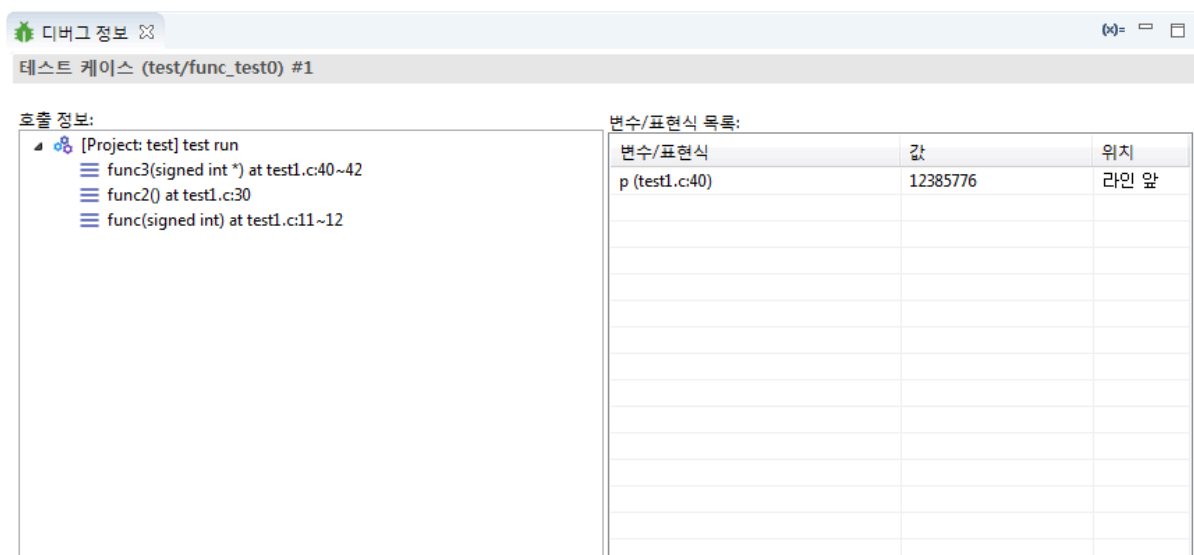 디버그 정보
(x)=
테스트 케이스 (test/func_test0) #1
호출 정보:
[Project: test] test run
func3(signed int *) at test1.c:40~42
func2() at test1.c:30
func(signed int) at test1.c:11~12
변수/표현식 목록:
변수/표현식 값 위치
p (test1.c:40) 12385776 라인 앞